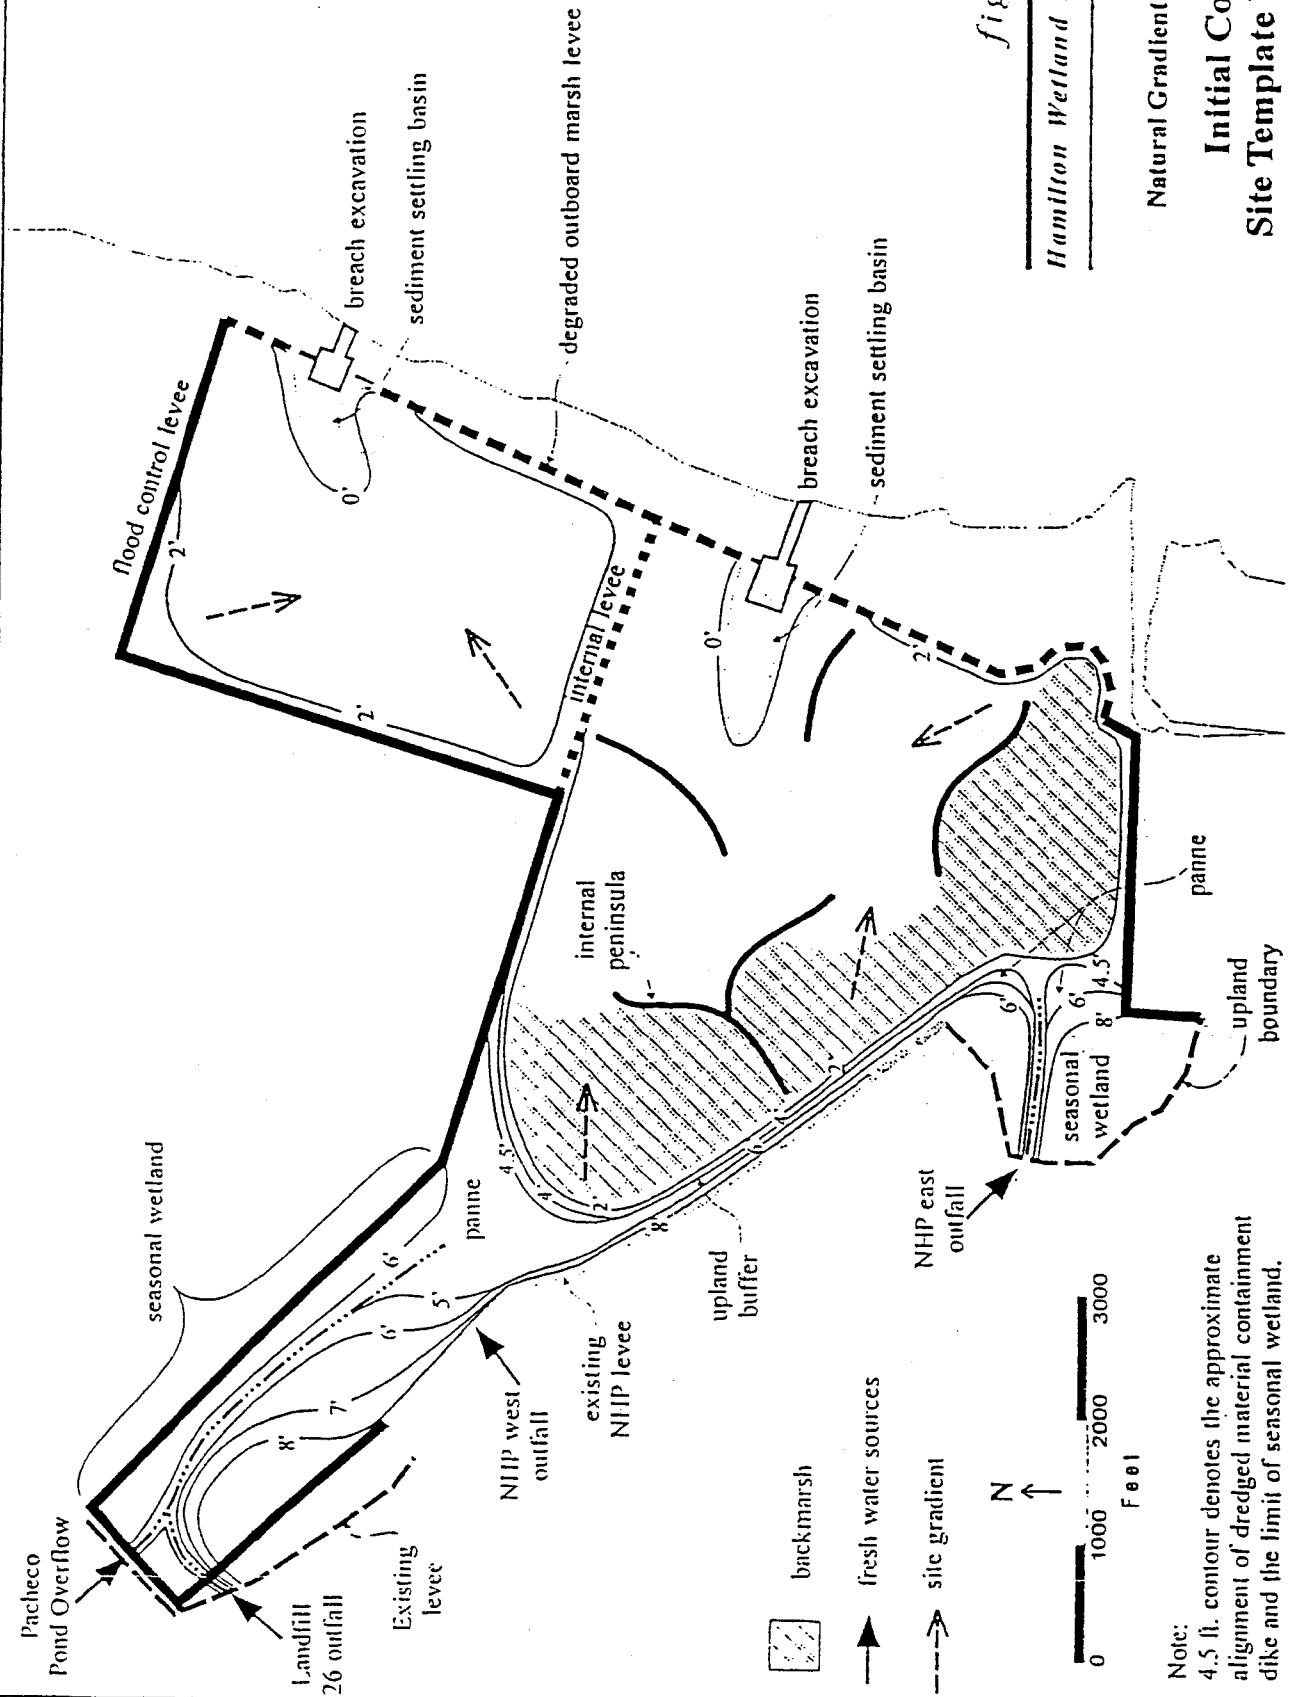 Pacheco
Pond Overflow
Landfill
26 outfall
Existing
levee
seasonal wetland
8'
7'
6'
5'
6'
NHP west
outfall
existing
NHP levee
panne
4.5'
4'
2'
8'
upland
buffer
2'
flood control levee
2'
2'
internal levee
internal
peninsula
0'
breach excavation
sediment settling basin
degraded outboard marsh levee
0'
breach excavation
sediment settling basin
2'
panne
4.5'
6'
6'
8'
seasonal
wetland
upland
boundary
NHP east
outfall
backmarsh
fresh water sources
site gradient
N
0
1000
2000
3000
Feet
Note:
4.5 ft. contour denotes the approximate
alignment of dredged material containment
dike and the limit of seasonal wetland.
fig
Hamilton Wetland
Natural Gradient
Initial Co
Site Template